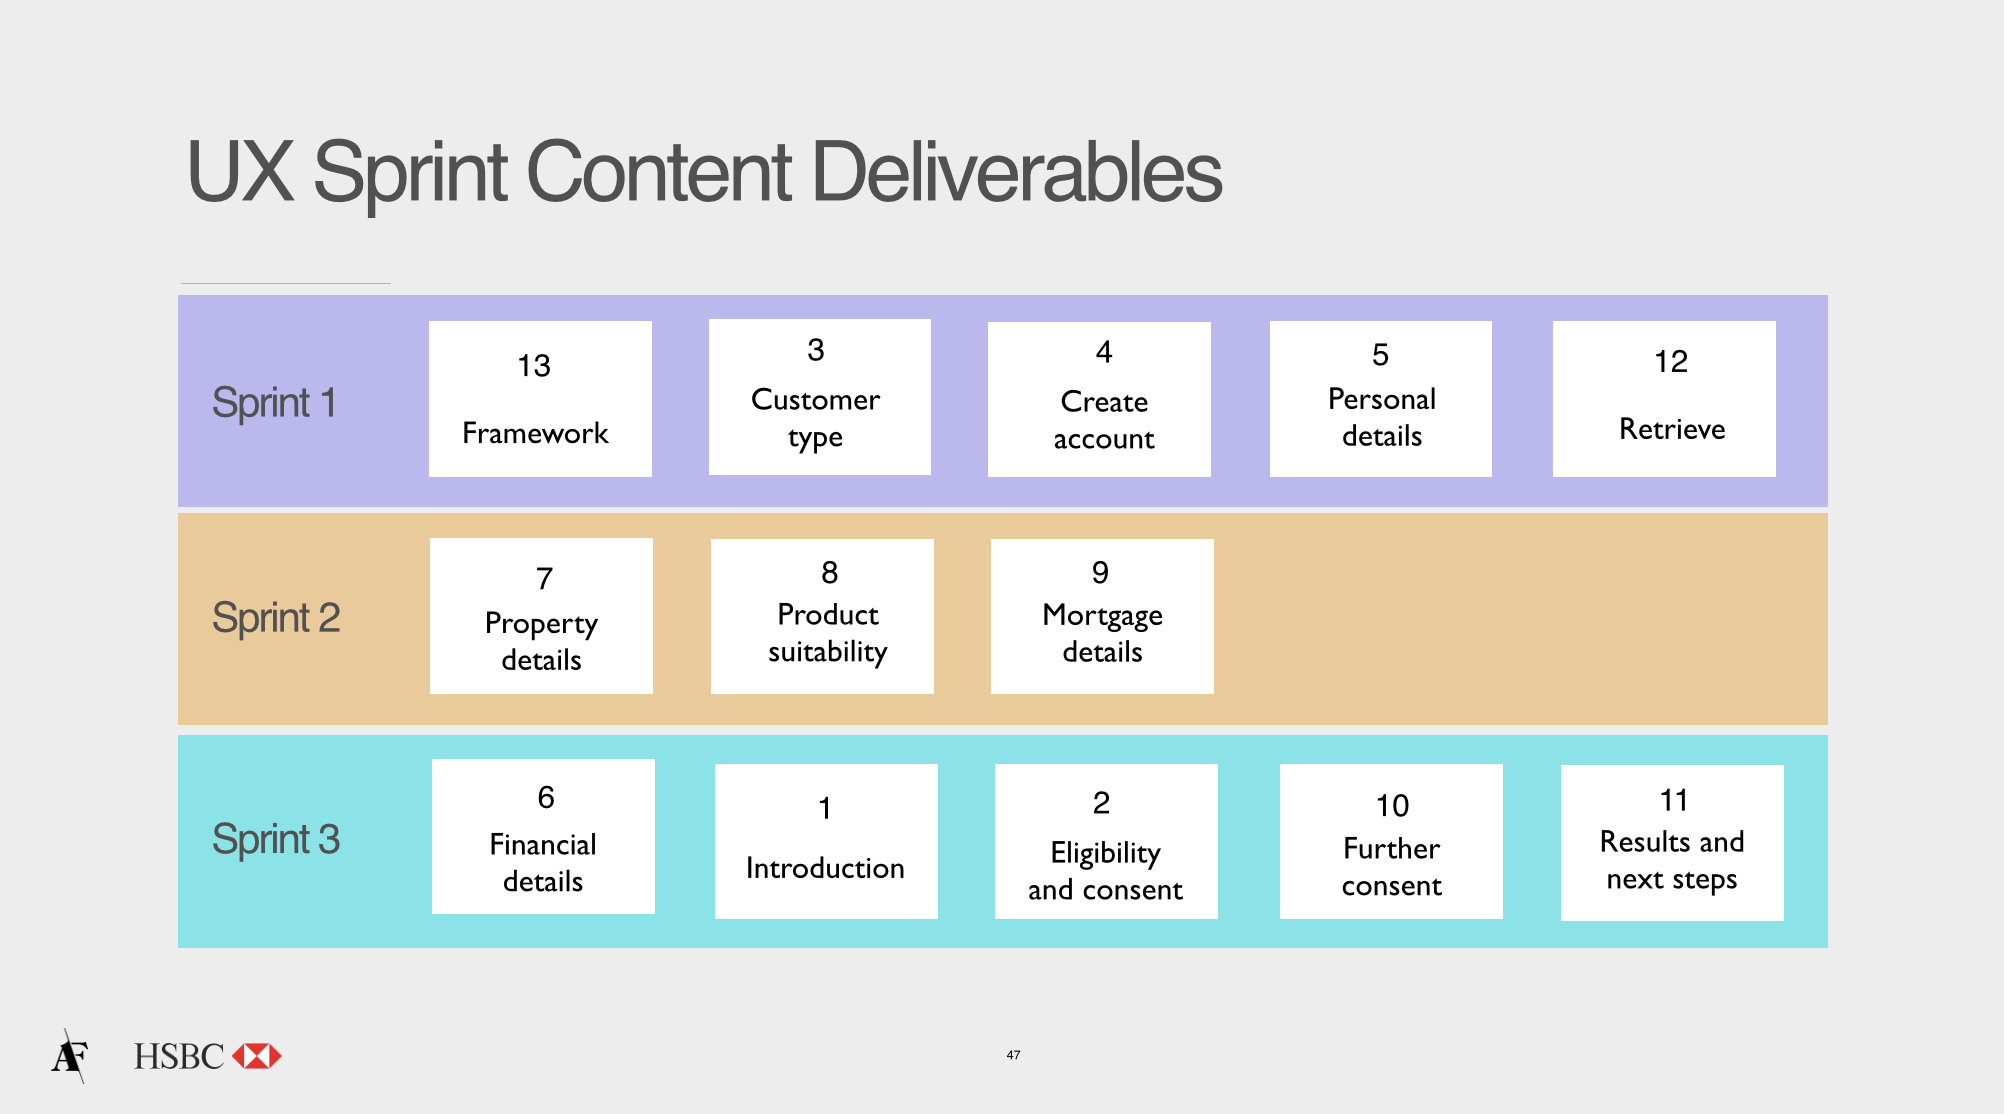 UX Sprint Content Deliverables
Sprint 1
13
Framework
3
Customer
type
4
Create
account
5
Personal
details
12
Retrieve
Sprint 2
7
Property
details
8
Product
suitability
9
Mortgage
details
Sprint 3
6
Financial
details
1
Introduction
2
Eligibility
and consent
10
Further
consent
11
Results and
next steps
AF
HSBC
47